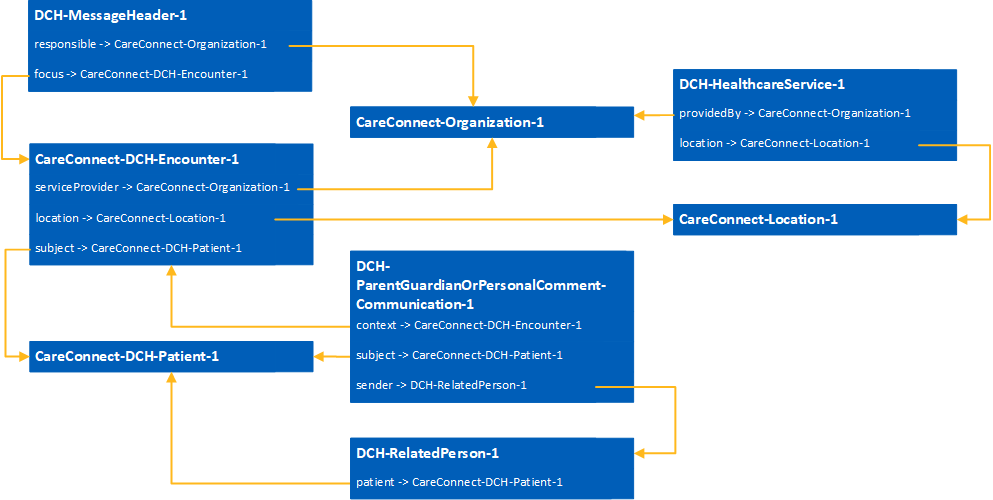 DCH-MessageHeader-1
responsible -> CareConnect-Organization-1
focus -> CareConnect-DCH-Encounter-1
CareConnect-Organization-1
DCH-HealthcareService-1
providedBy -> CareConnect-Organization-1
location -> CareConnect-Location-1
CareConnect-DCH-Encounter-1
serviceProvider -> CareConnect-Organization-1
location -> CareConnect-Location-1
subject -> CareConnect-DCH-Patient-1
CareConnect-Location-1
DCH-
ParentGuardianOrPersonalComment-
Communication-1
context -> CareConnect-DCH-Encounter-1
subject -> CareConnect-DCH-Patient-1
sender -> DCH-RelatedPerson-1
CareConnect-DCH-Patient-1
DCH-RelatedPerson-1
patient -> CareConnect-DCH-Patient-1